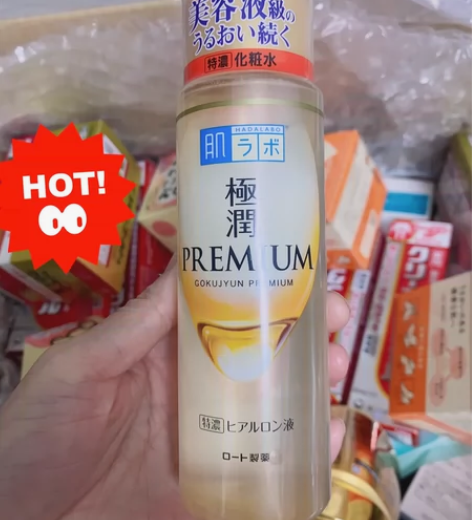 美容液級の
うるおい続く
特濃 化粧水
HADALABO
肌ラボ
HOT!
極
潤
PREMIUM
GOKUJYUN PREMIUM
特濃 ヒアルロン液
ロート製薬